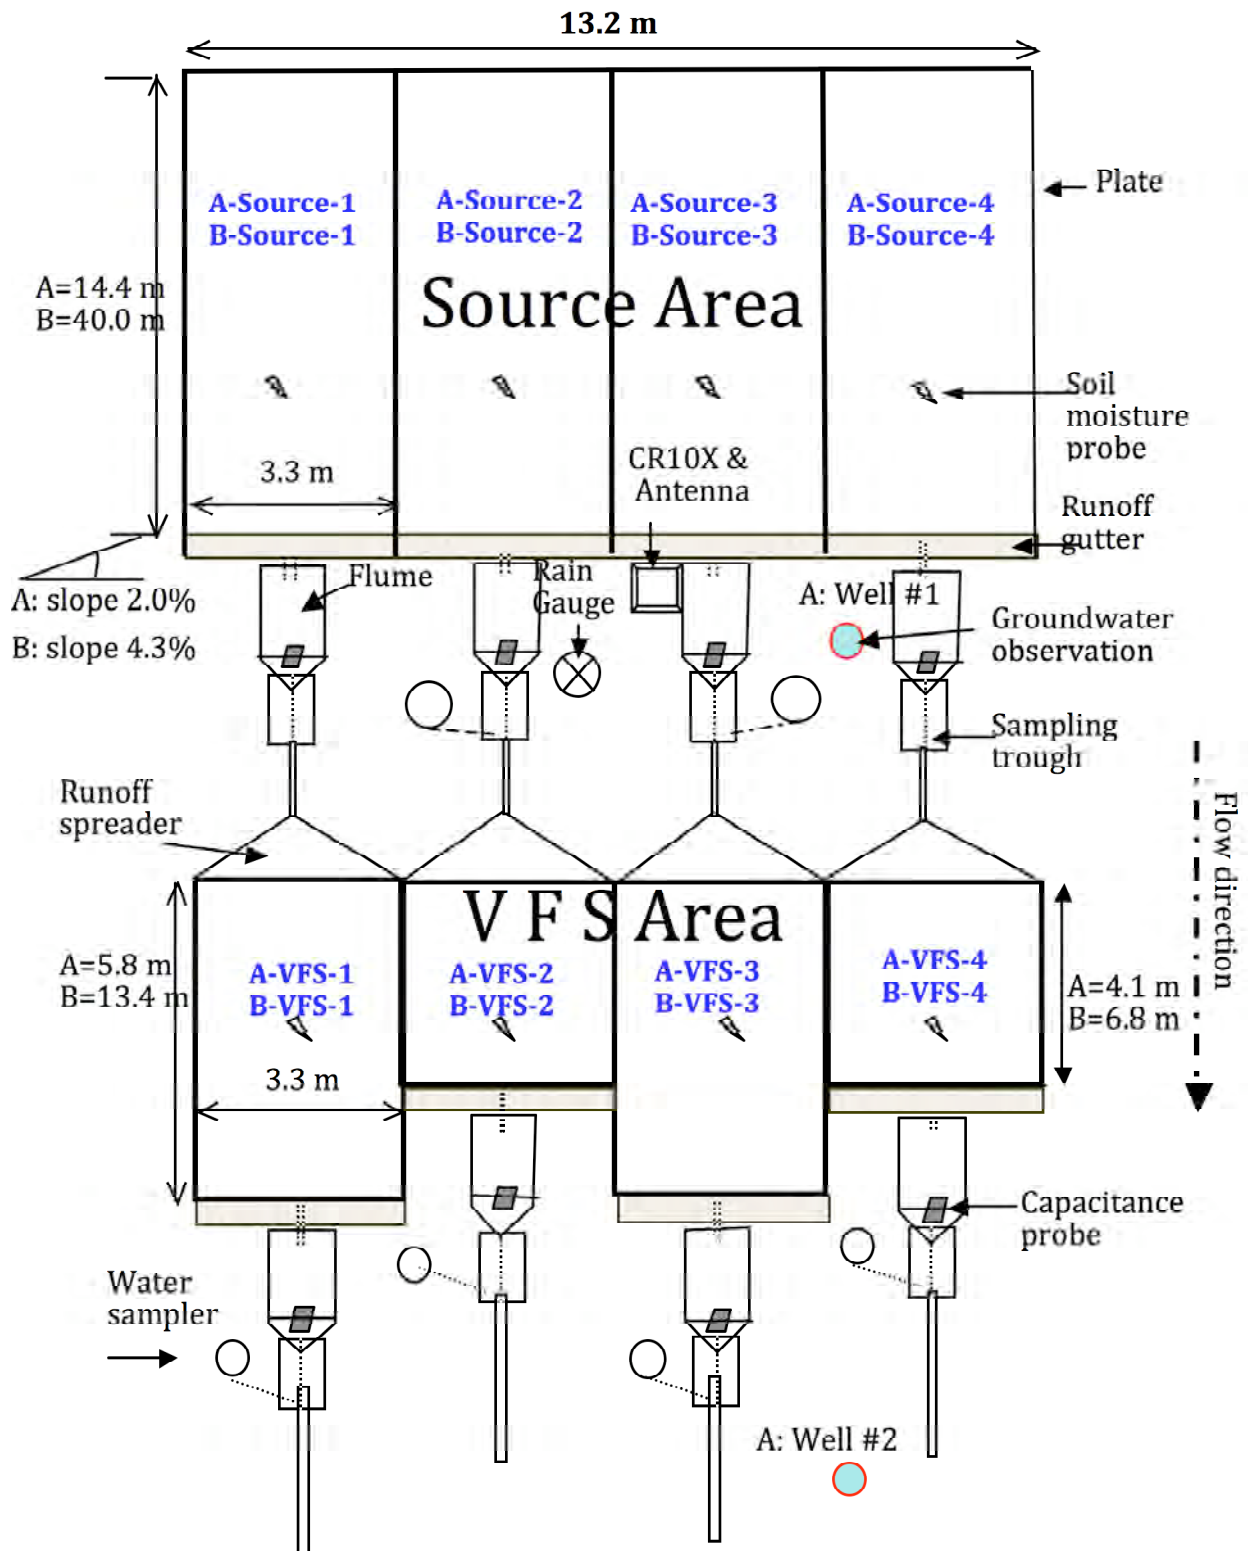 13.2 m
Plate
A-Source-1
B-Source-1
A-Source-2
B-Source-2
A-Source-3
B-Source-3
A-Source-4
B-Source-4
A=14.4 m
B=40.0 m
Source Area
Soil
moisture
probe
3.3 m
CR10X &
Antenna
Runoff
gutter
A: slope 2.0%
B: slope 4.3%
Flume
Rain
Gauge
A: Well #1
Groundwater
observation
Sampling
trough
Runoff
spreader
Flow direction
V F S Area
A=5.8 m
B=13.4 m
A-VFS-1
B-VFS-1
A-VFS-2
B-VFS-2
A-VFS-3
B-VFS-3
A-VFS-4
B-VFS-4
A=4.1 m
B=6.8 m
3.3 m
Capacitance
probe
Water
sampler
A: Well #2